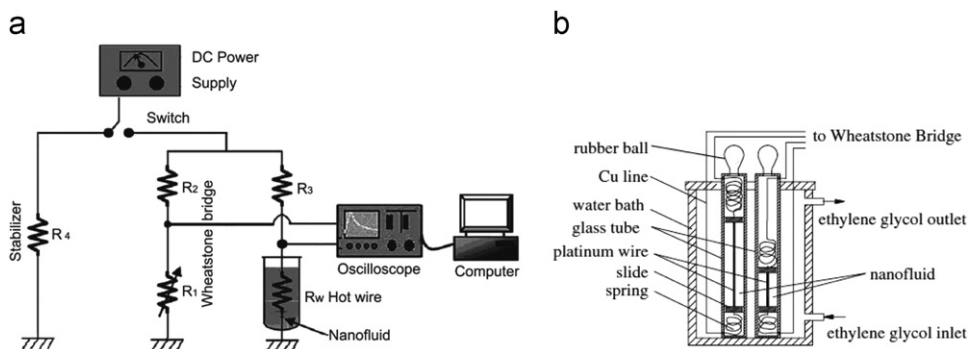 a
DC Power
Supply
Switch
R2
R3
Stabilizer
R4
Wheatstone bridge
R1
Rw Hot wire
Nanofluid
Oscilloscope
Computer
b
to Wheatstone Bridge
rubber ball
Cu line
water bath
glass tube
platinum wire
slide
spring
ethylene glycol outlet
nanofluid
ethylene glycol inlet